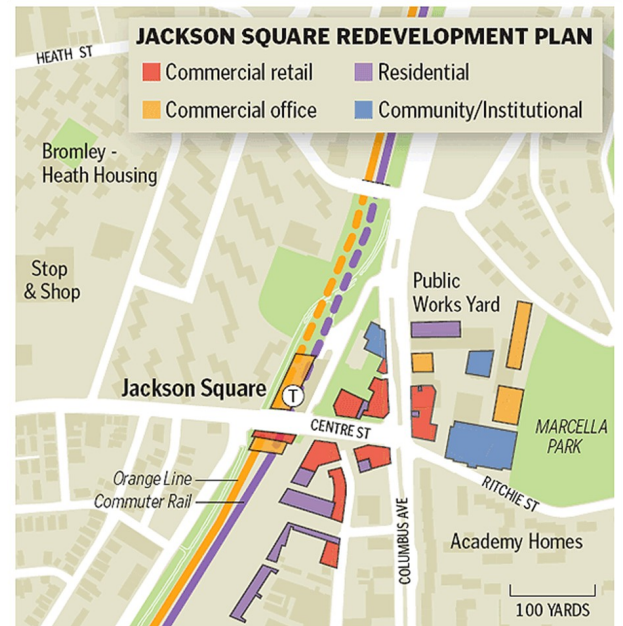 JACKSON SQUARE REDEVELOPMENT PLAN
Commercial retail
Residential
Commercial office
Community/Institutional
HEATH ST
Bromley -
Heath Housing
Stop
& Shop
Public
Works Yard
Jackson Square
T
CENTRE ST
MARCELLA
PARK
Orange Line
Commuter Rail
RITCHIE ST
COLUMBUS AVE
Academy Homes
100 YARDS